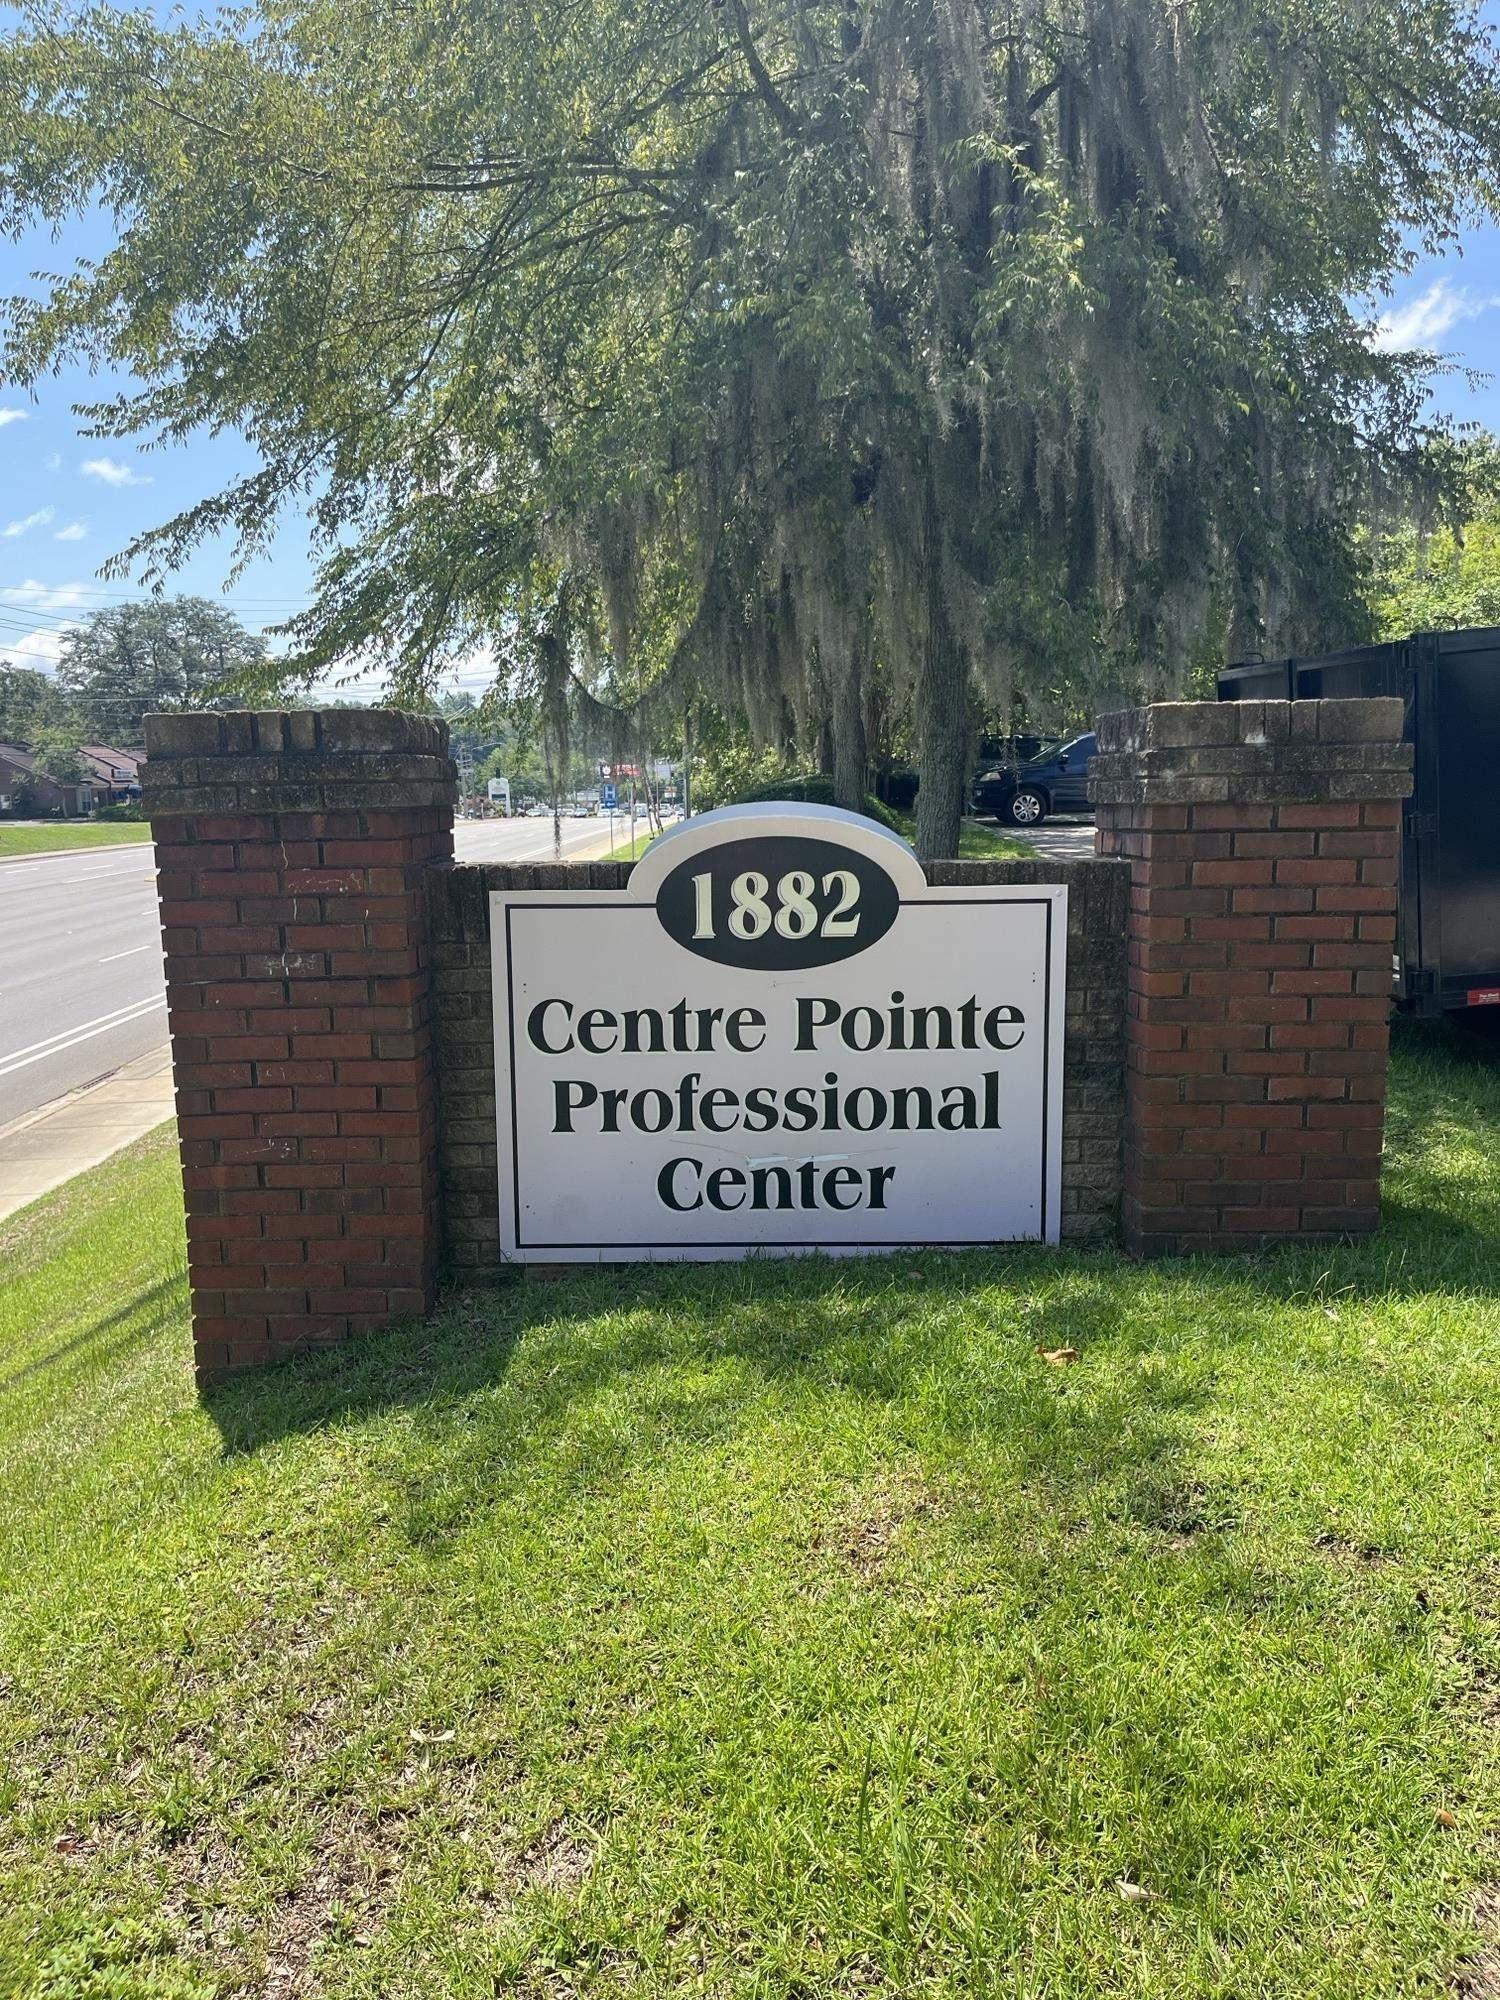 1882
Centre Pointe
Professional
Center